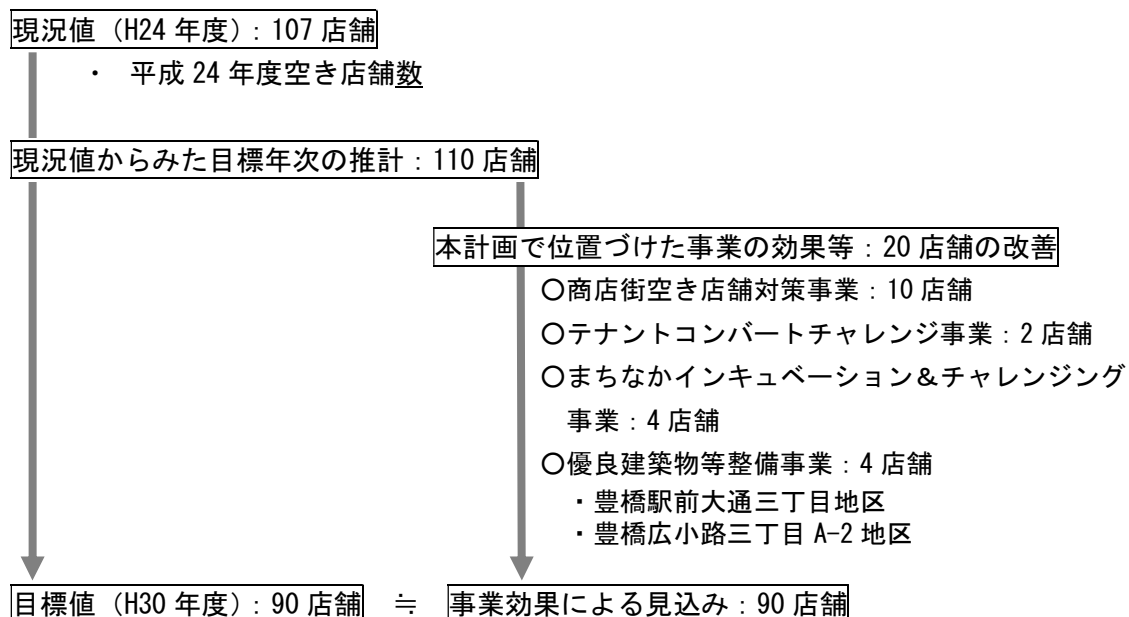 現況値（H24 年度）：107 店舗
・ 平成 24 年度空き店舗数
現況値からみた目標年次の推計：110 店舗
本計画で位置づけた事業の効果等：20 店舗の改善
〇商店街空き店舗対策事業：10 店舗
〇テナントコンバートチャレンジ事業：2 店舗
〇まちなかインキュベーション＆チャレンジング
事業：4 店舗
〇優良建築物等整備事業：4 店舗
・豊橋駅前大通三丁目地区
・豊橋広小路三丁目 A-2 地区
目標値（H30 年度）：90 店舗 ≒ 事業効果による見込み：90 店舗